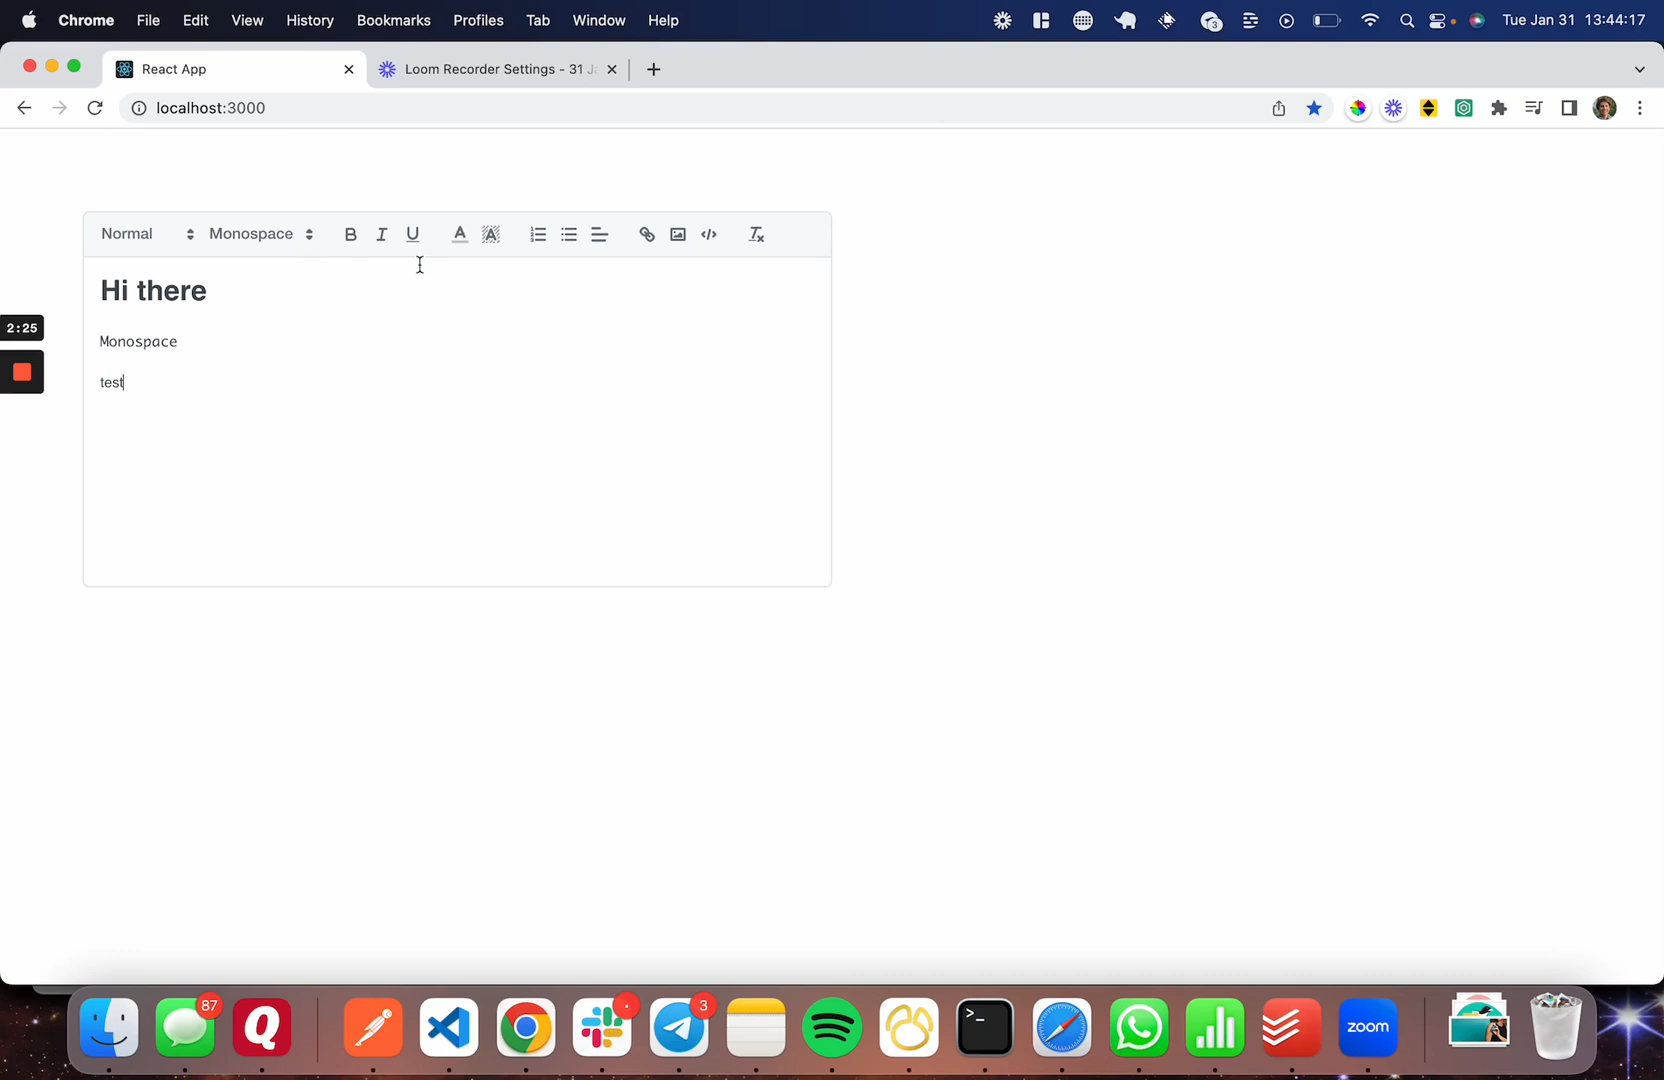 Chrome File Edit View History Bookmarks Profiles Tab Window Help 3 Tue Jan 31 13:44:17
React App Loom Recorder Settings - 31 J
localhost:3000
Normal Monospace B I U A A
Hi there
2:25
Monospace
test
87 3
zoom